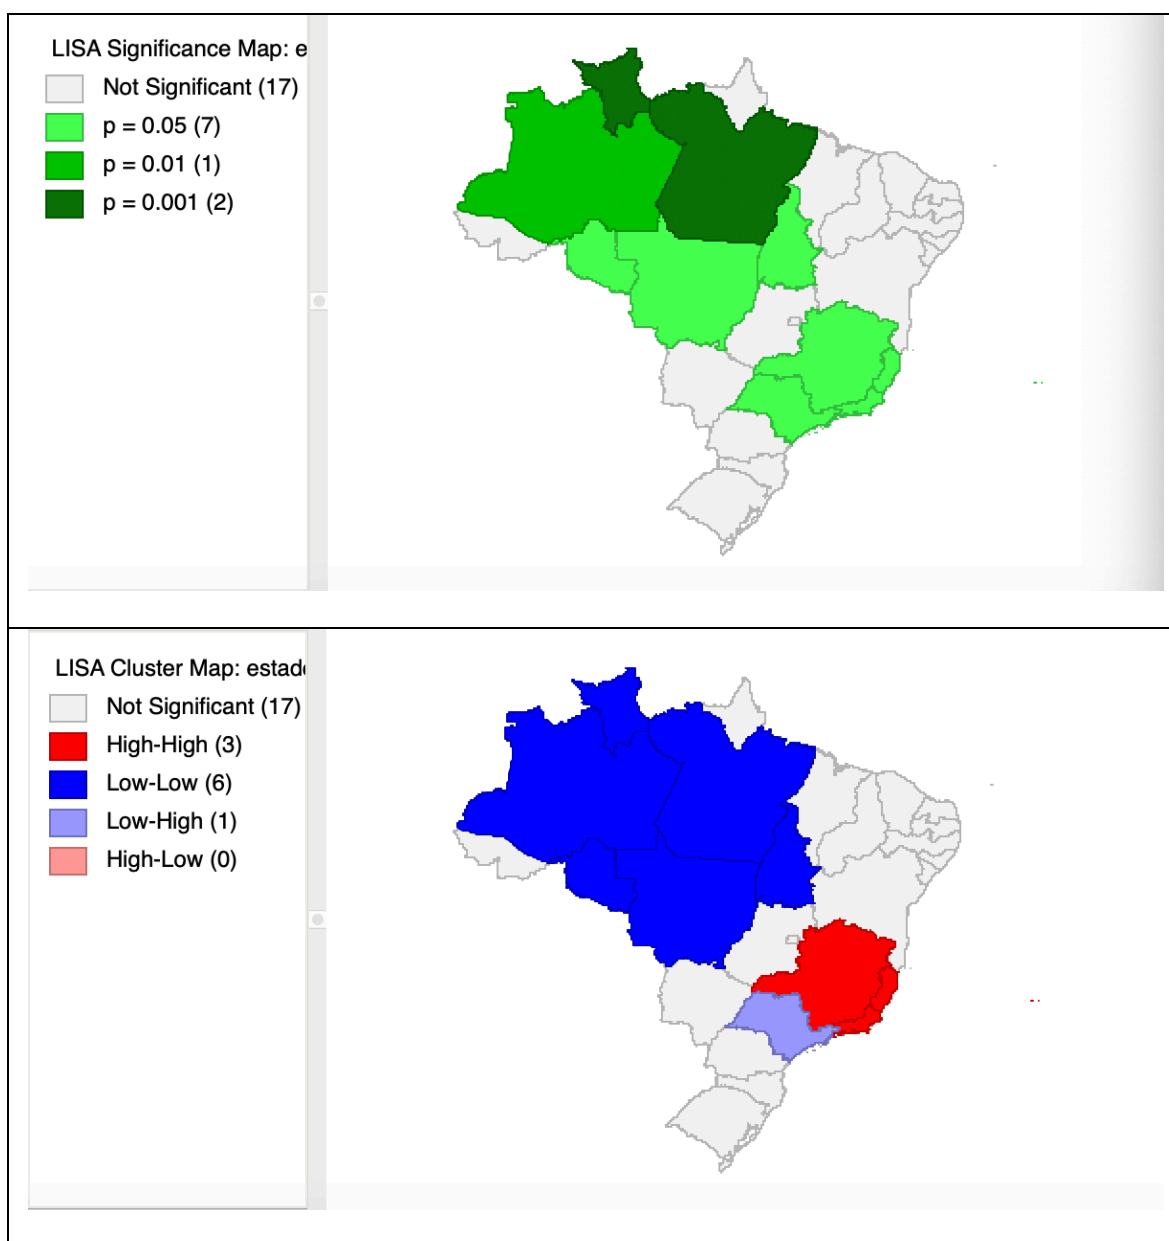 LISA Significance Map: e
Not Significant (17)
p = 0.05 (7)
p = 0.01 (1)
p = 0.001 (2)
LISA Cluster Map: estad
Not Significant (17)
High-High (3)
Low-Low (6)
Low-High (1)
High-Low (0)